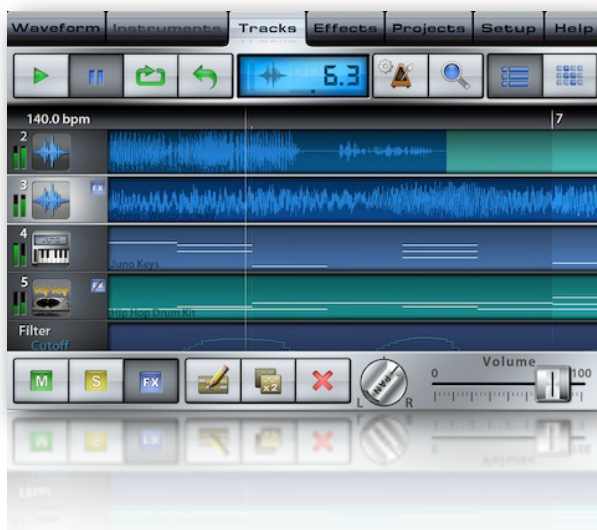 Waveform Instruments Tracks Effects Projects Setup Help
6.3
140.0 bpm 7
2
3 FX
4
Juno Keys
5 FX
Hip Hop Drum Kit
Filter
Cutoff
M S FX x2 PAN L R 0 Volume 100